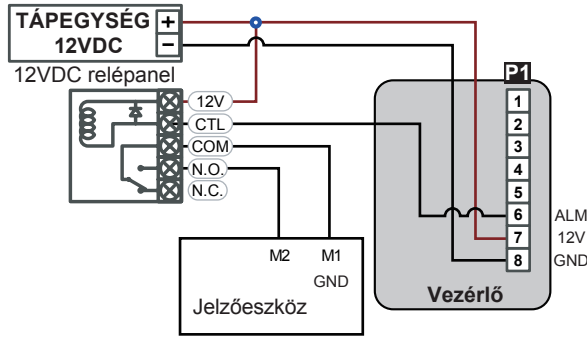 TÁPEGYSÉG +
12VDC −
12VDC relépanel
12V
CTL
COM
N.O.
N.C.
M2 M1
GND
Jelzőeszköz
P1
1
2
3
4
5
6 ALM
7 12V
8 GND
Vezérlő